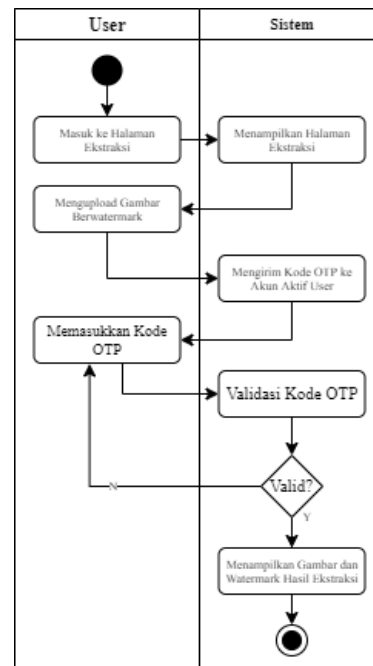 User
Sistem
Masuk ke Halaman
Ekstraksi
Menampilkan Halaman
Ekstraksi
Mengupload Gambar
Berwatermark
Mengirim Kode OTP ke
Akun Aktif User
Memasukkan Kode
OTP
Validasi Kode OTP
Valid?
N
Y
Menampilkan Gambar dan
Watermark Hasil Ekstraksi